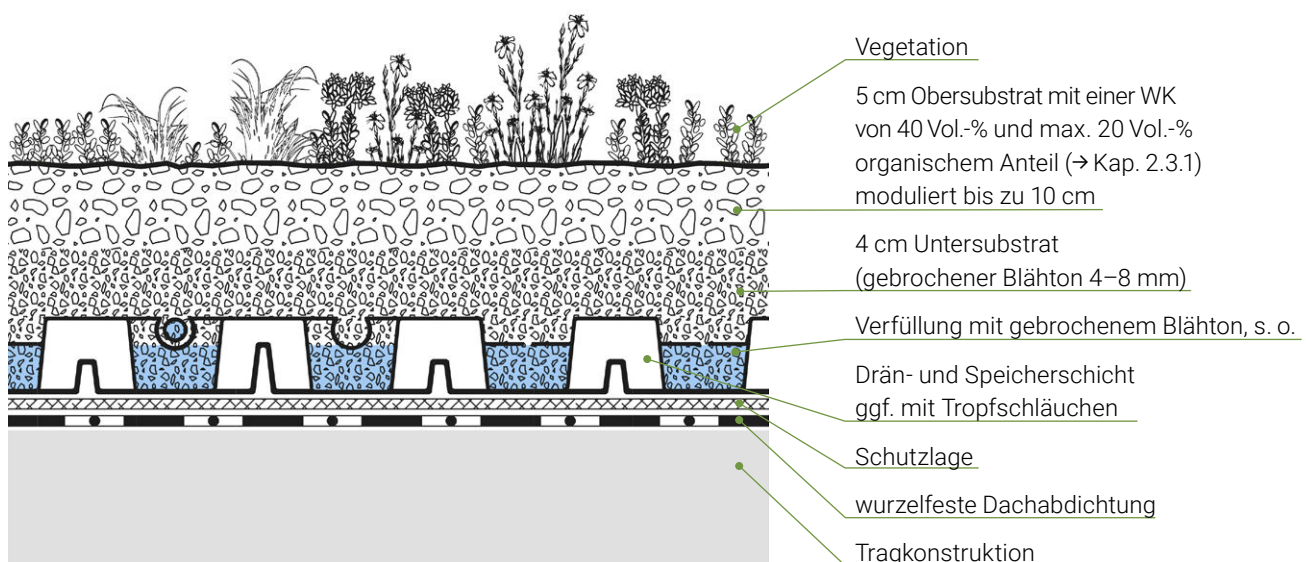 Vegetation
5 cm Obersubstrat mit einer WK
von 40 Vol.-% und max. 20 Vol.-%
organischem Anteil (→ Kap. 2.3.1)
moduliert bis zu 10 cm
4 cm Untersubstrat
(gebrochener Blähton 4–8 mm)
Verfüllung mit gebrochenem Blähton, s. o.
Drän- und Speicherschicht
ggf. mit Tropfschläuchen
Schutzlage
wurzelfeste Dachabdichtung
Tragkonstruktion